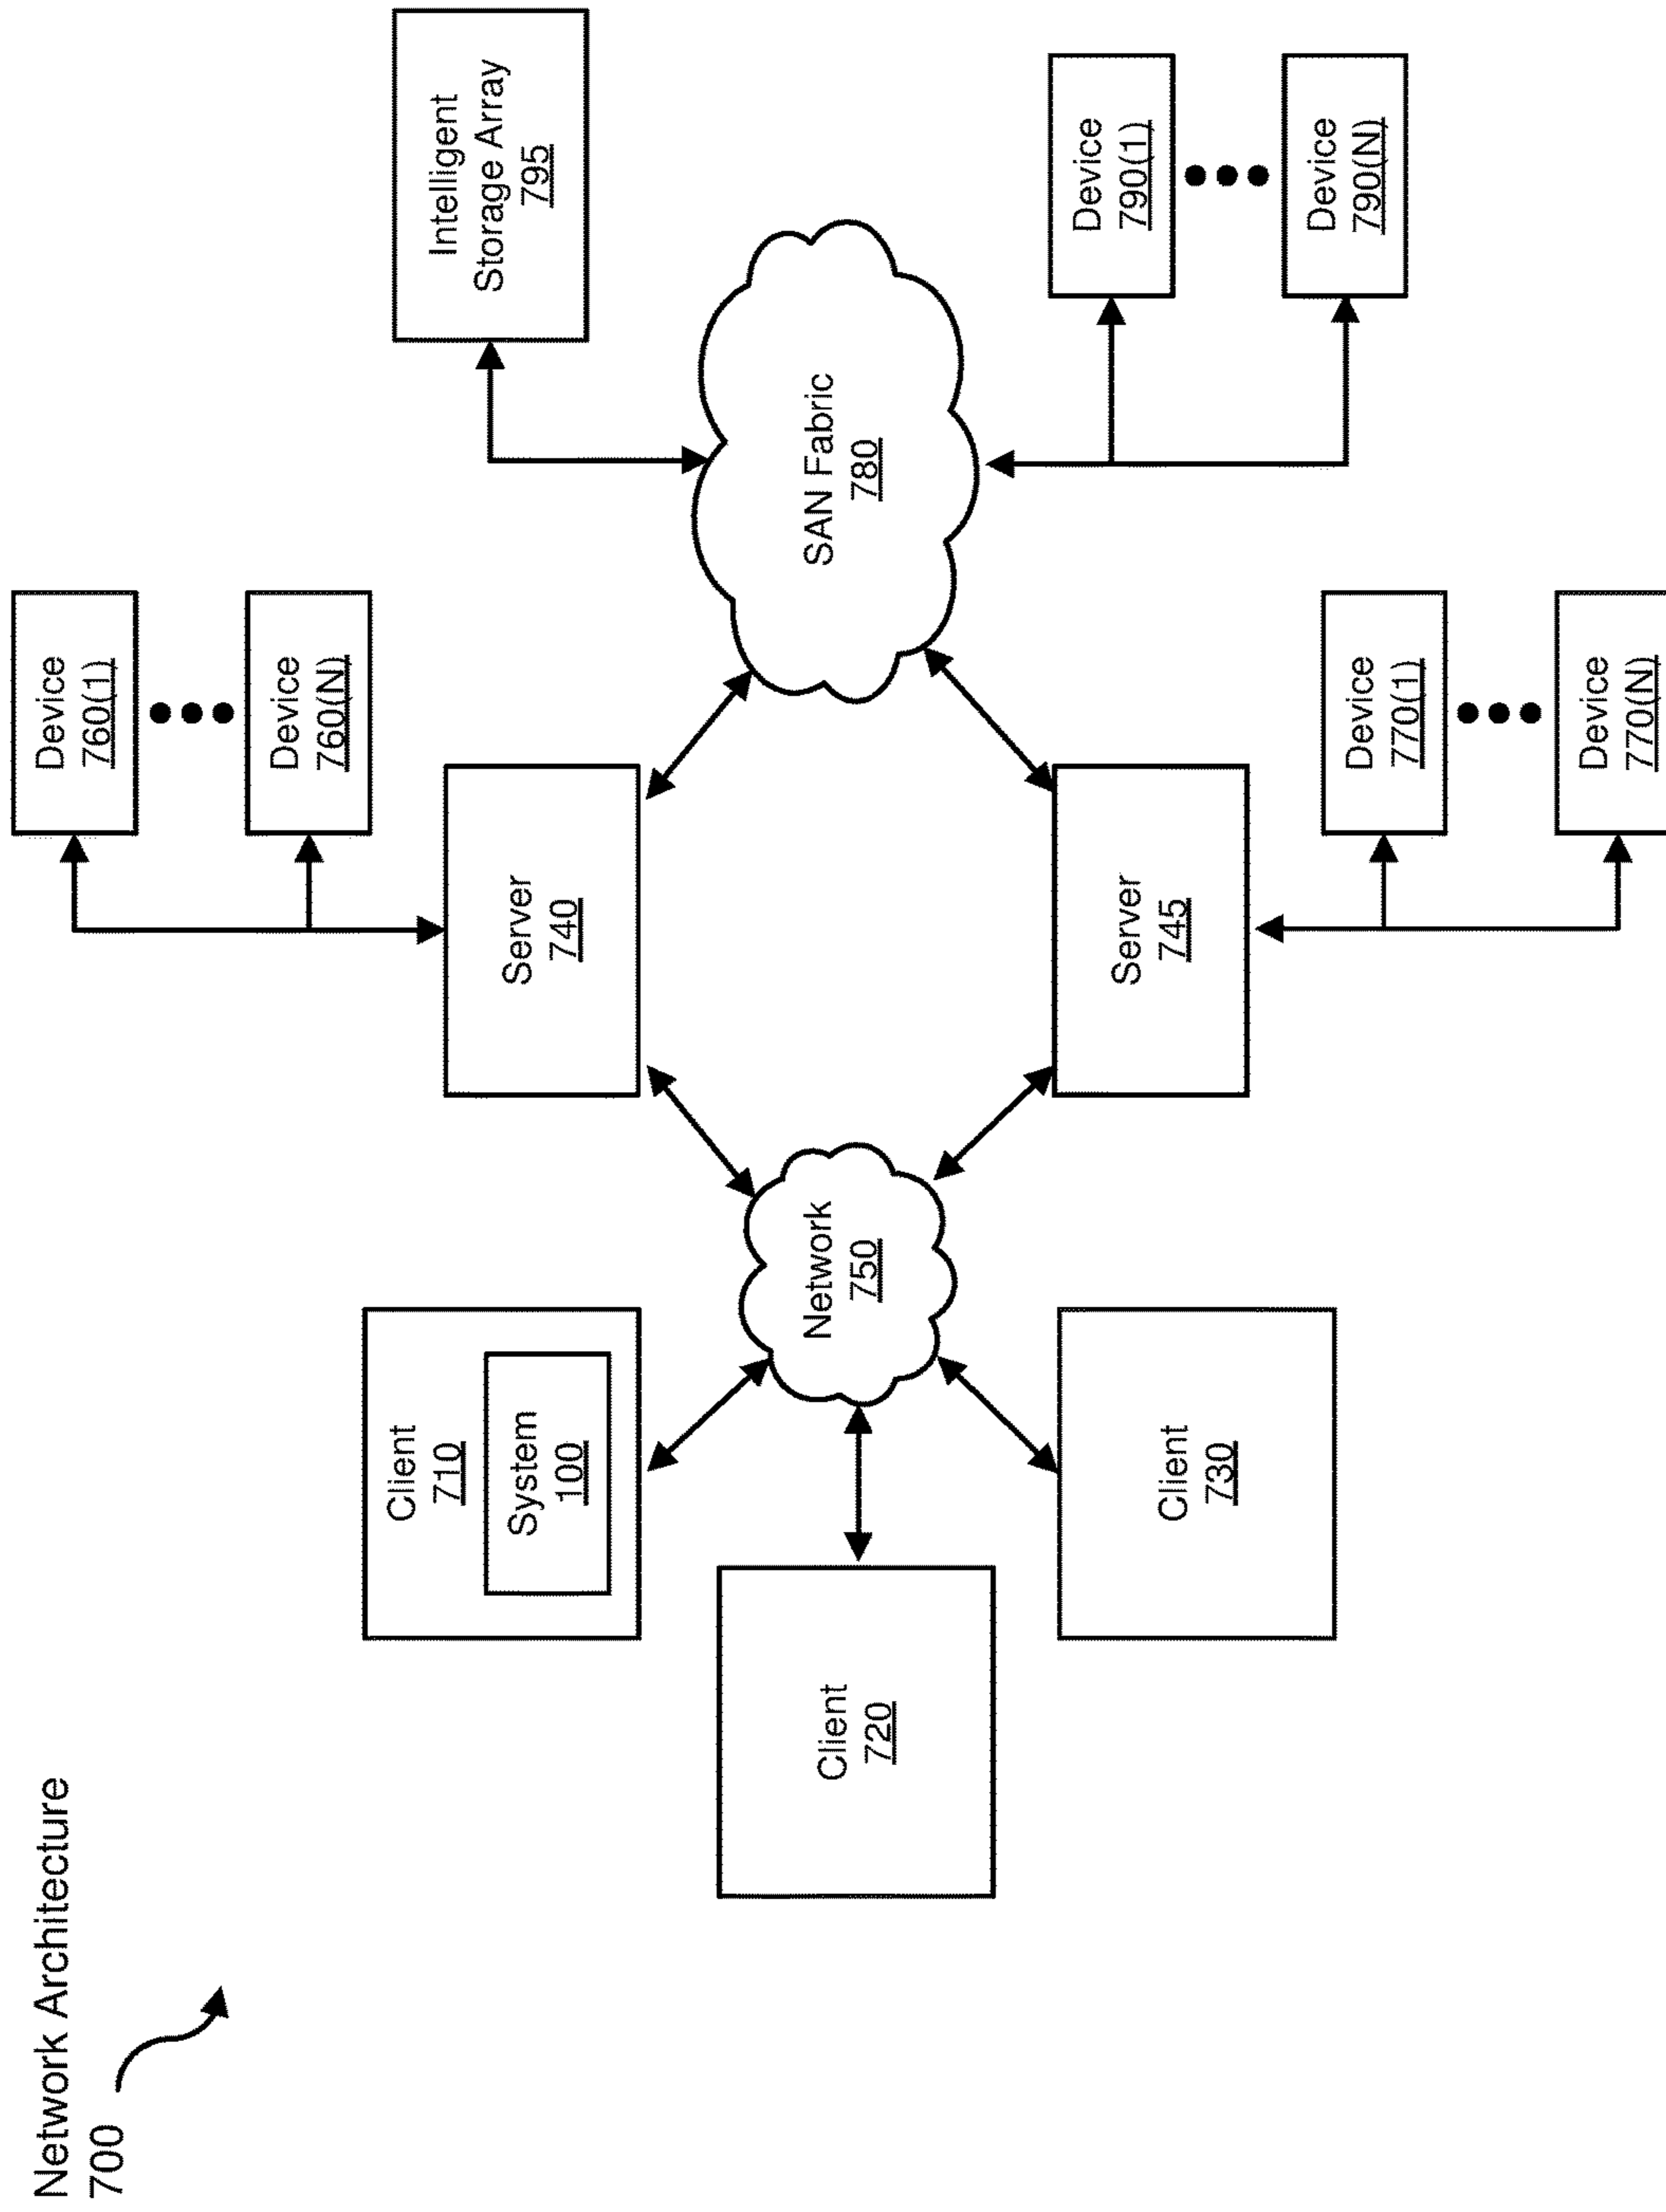 Network Architecture
700
Device
760(1)
Device
760(N)
Intelligent
Storage Array
795
Client
710
System
100
Server
740
Client
720
Network
750
SAN Fabric
780
Device
790(1)
Device
790(N)
Client
730
Server
745
Device
770(1)
Device
770(N)